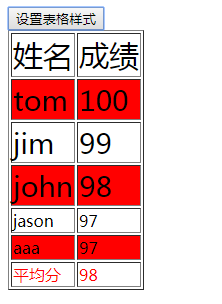 设置表格样式
姓名 成绩
tom 100
jim 99
john 98
jason 97
aaa 97
平均分 98